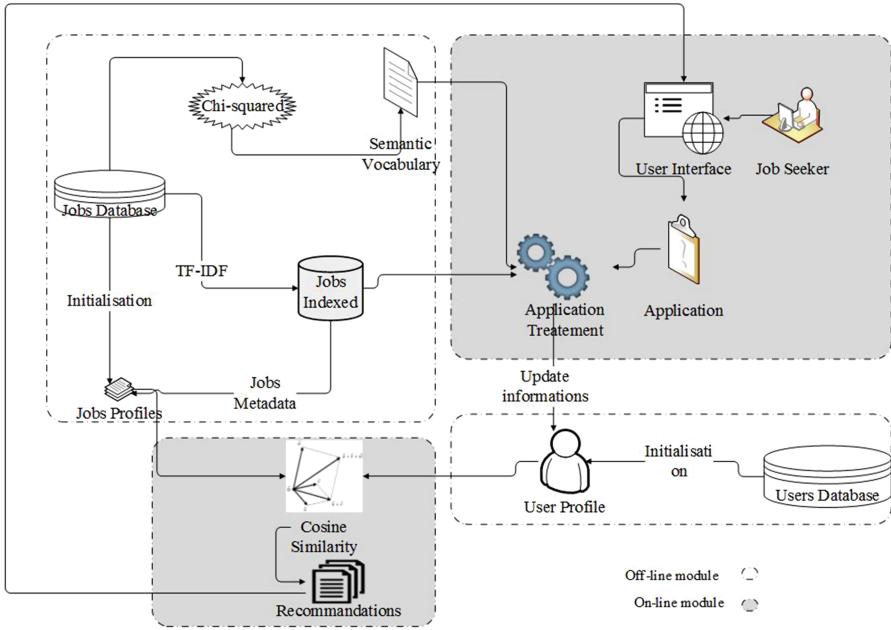 Chi-squared
Semantic
Vocabulary
User Interface
Job Seeker
Jobs Database
TF-IDF
Jobs
Indexed
Initialisation
Application
Treatement
Application
Jobs
Metadata
Jobs Profiles
Update
informations
Initialisati
on
User Profile
Users Database
Cosine
Similarity
Recommandations
Off-line module
On-line module